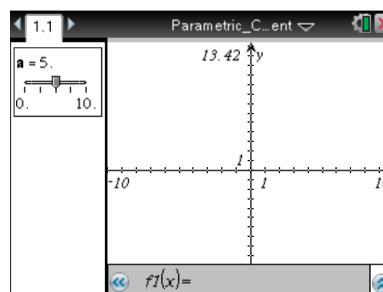 1.1 Parametric_C...ent
a = 5.
0. 10.
13.42 y
1
-10 1
f1(x)=